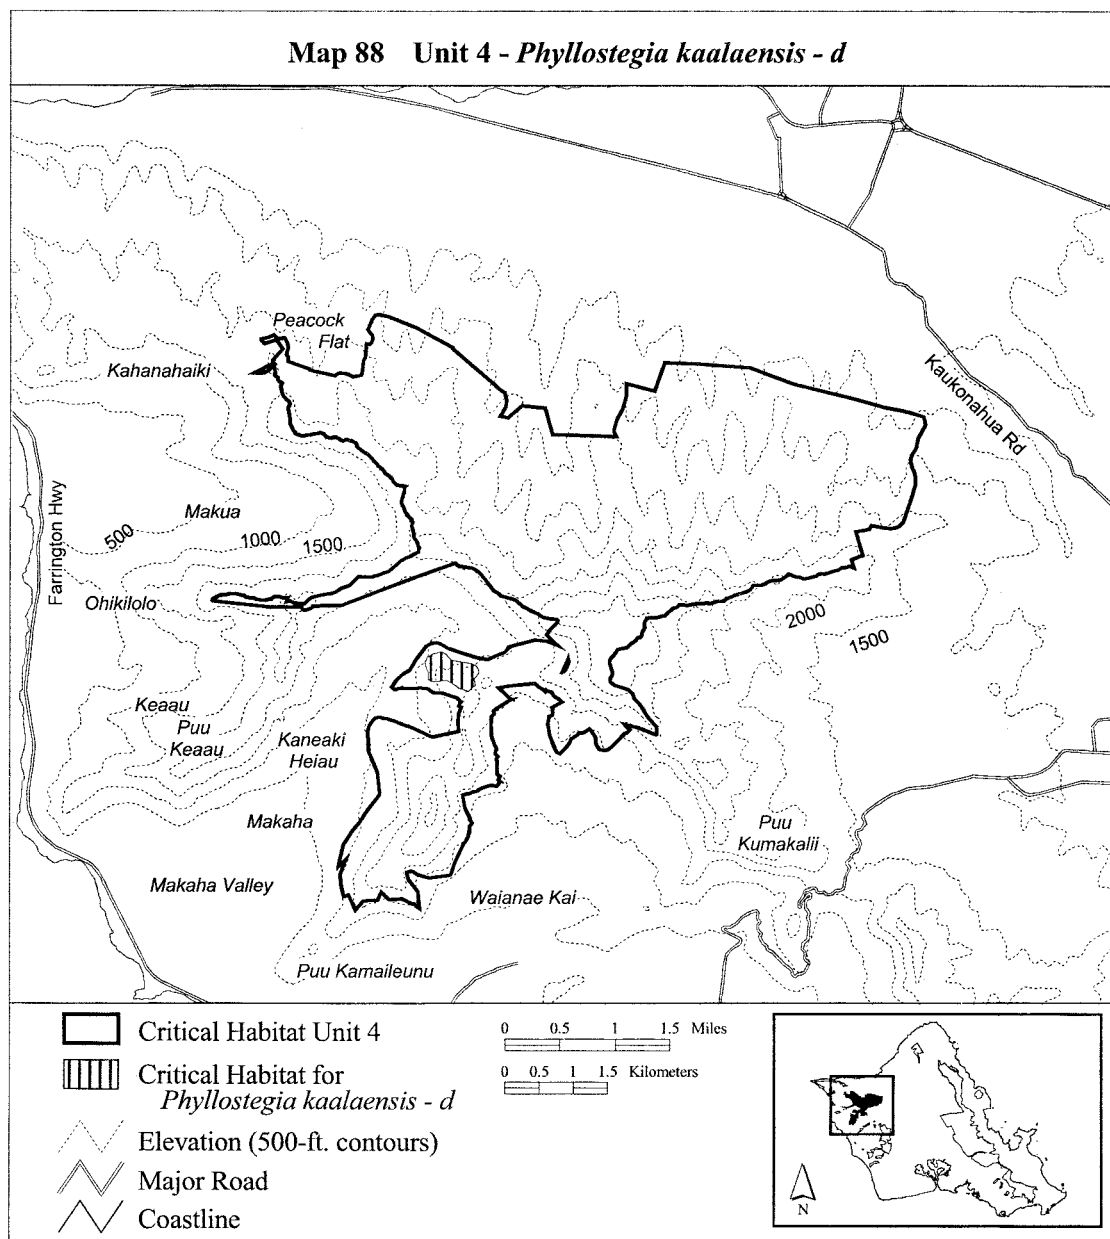 Map 88 Unit 4 - Phyllostegia kaalaensis - d
Peacock
Flat
Kahanahaiki
Kaukonahua Rd
Farrington Hwy
Makua
500
1000
1500
Ohikilolo
2000
1500
Keaau
Puu
Keaau
Kaneaki
Heiau
Makaha
Puu
Kumakalii
Makaha Valley
Waianae Kai
Puu Kamaileunu
Critical Habitat Unit 4
Critical Habitat for
Phyllostegia kaalaensis - d
Elevation (500-ft. contours)
Major Road
Coastline
0 0.5 1 1.5 Miles
0 0.5 1 1.5 Kilometers
N